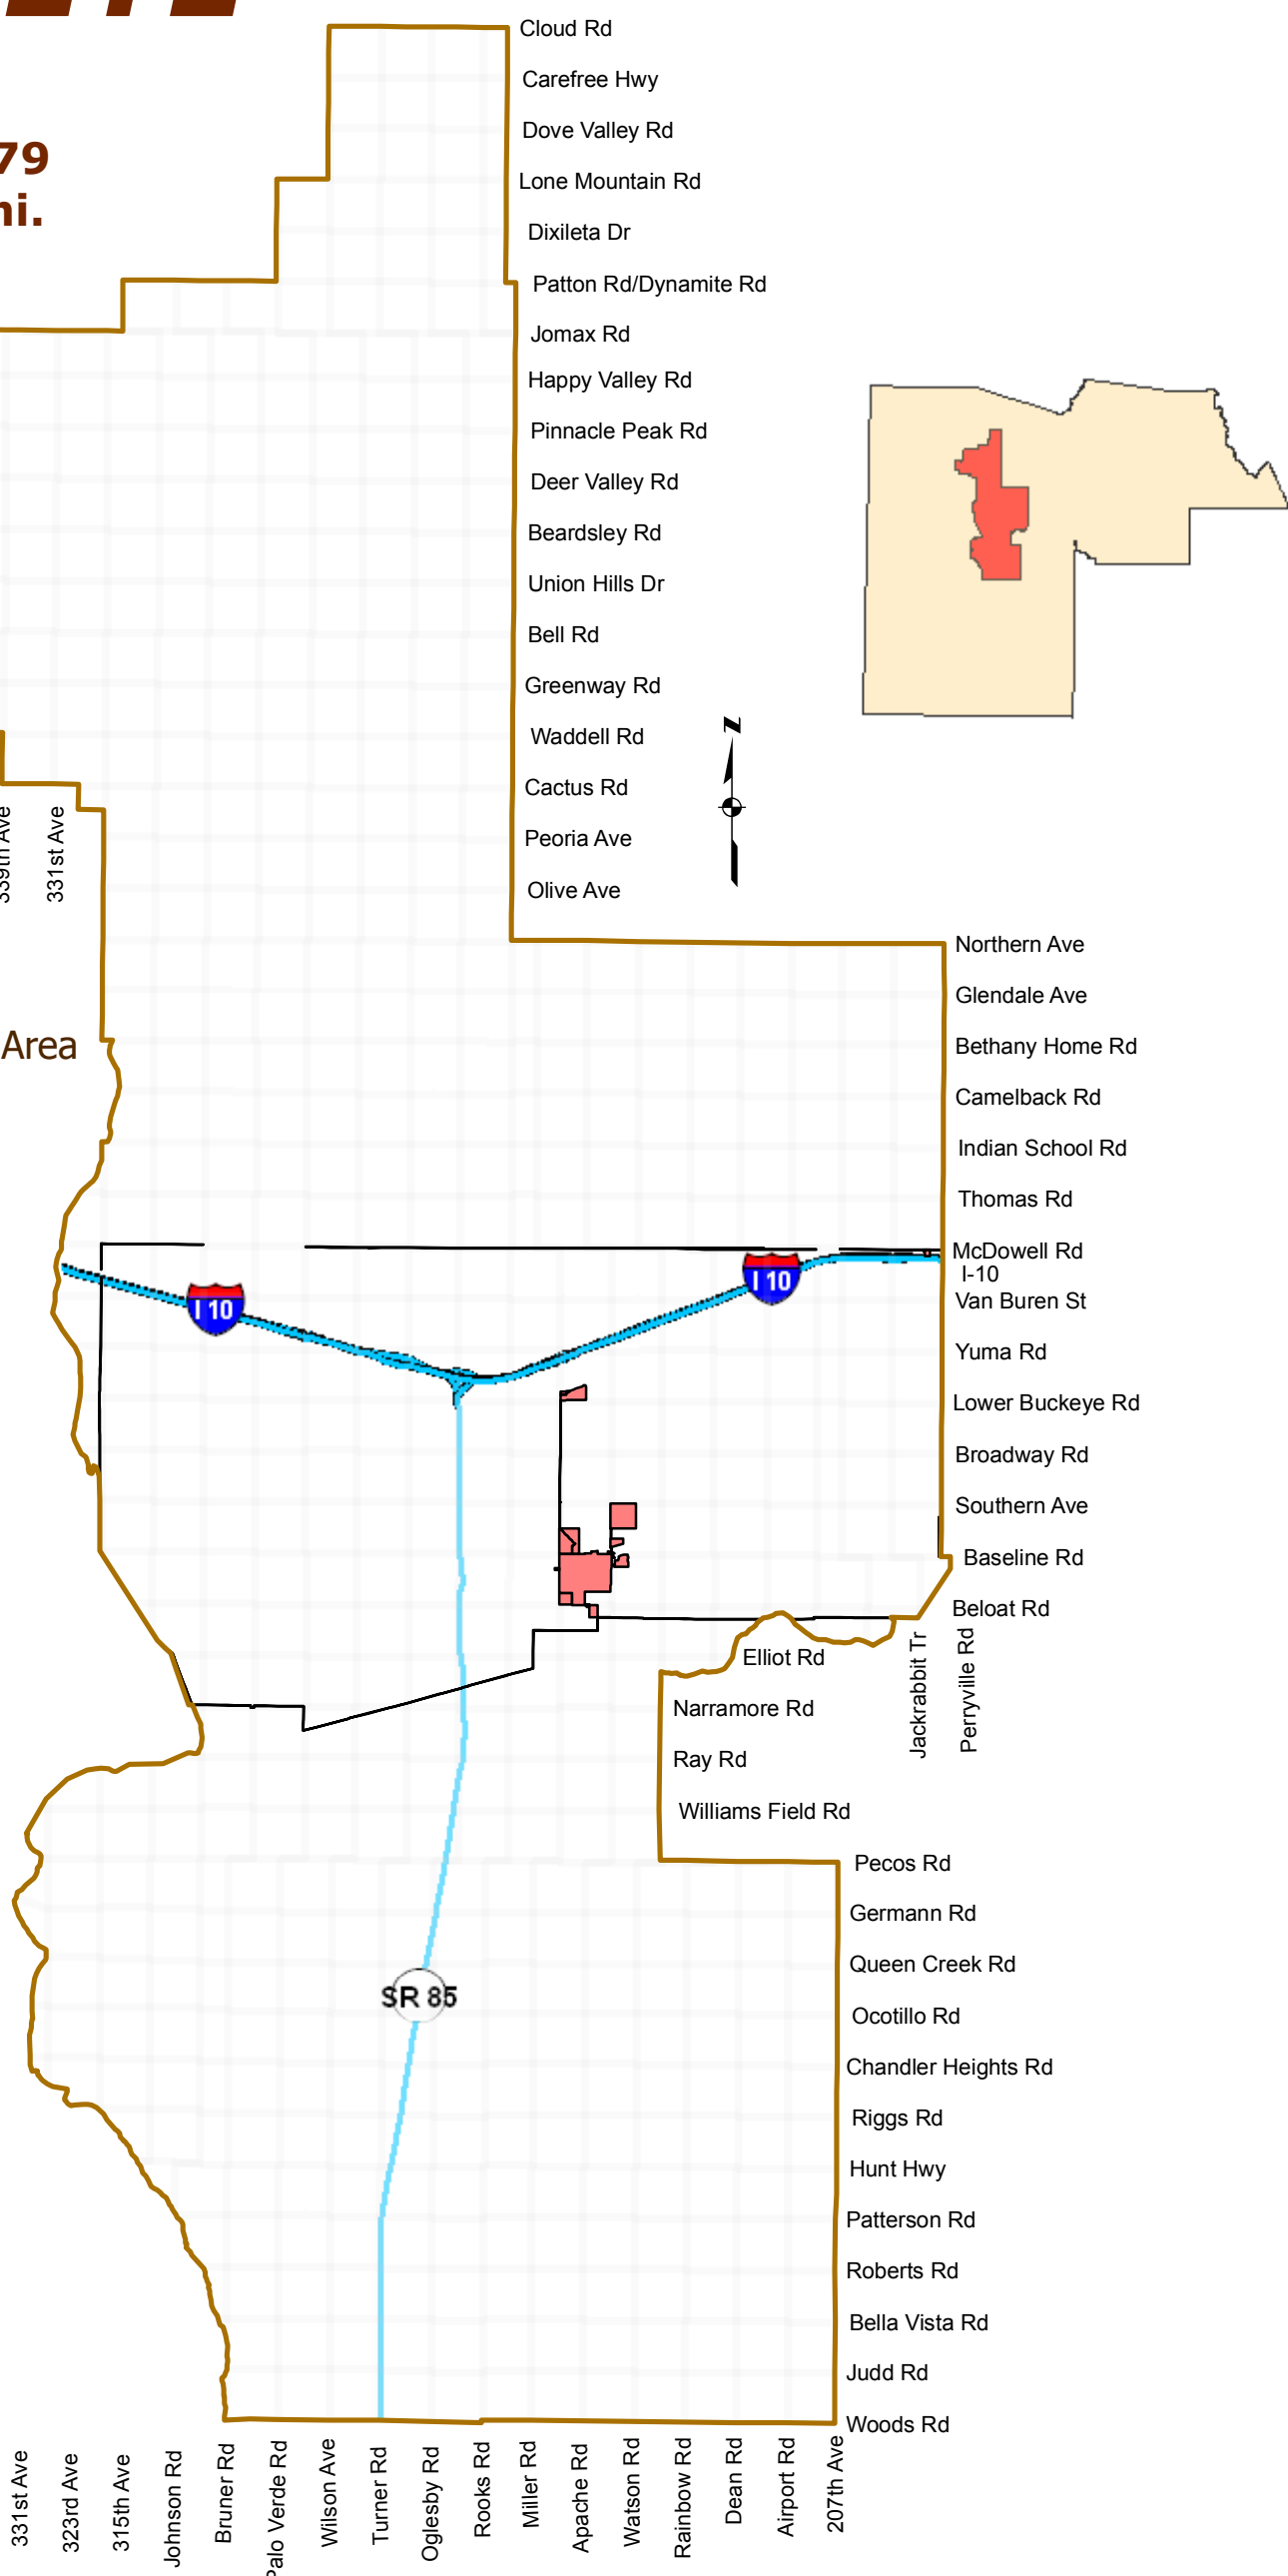 79
mi.
Cloud Rd
Carefree Hwy
Dove Valley Rd
Lone Mountain Rd
Dixileta Dr
Patton Rd/Dynamite Rd
Jomax Rd
Happy Valley Rd
Pinnacle Peak Rd
Deer Valley Rd
Beardsley Rd
Union Hills Dr
Bell Rd
Greenway Rd
Waddell Rd
Cactus Rd
Peoria Ave
Olive Ave
N
339th Ave
331st Ave
Northern Ave
Glendale Ave
Area
Bethany Home Rd
Camelback Rd
Indian School Rd
Thomas Rd
McDowell Rd
I-10
I 10
I 10
Van Buren St
Yuma Rd
Lower Buckeye Rd
Broadway Rd
Southern Ave
Baseline Rd
Beloat Rd
Jackrabbit Tr
Perryville Rd
Elliot Rd
Narramore Rd
Ray Rd
Williams Field Rd
Pecos Rd
Germann Rd
Queen Creek Rd
SR 85
Ocotillo Rd
Chandler Heights Rd
Riggs Rd
Hunt Hwy
Patterson Rd
Roberts Rd
Bella Vista Rd
Judd Rd
Woods Rd
331st Ave
323rd Ave
315th Ave
Johnson Rd
Bruner Rd
Palo Verde Rd
Wilson Ave
Turner Rd
Oglesby Rd
Rooks Rd
Miller Rd
Apache Rd
Watson Rd
Rainbow Rd
Dean Rd
Airport Rd
207th Ave